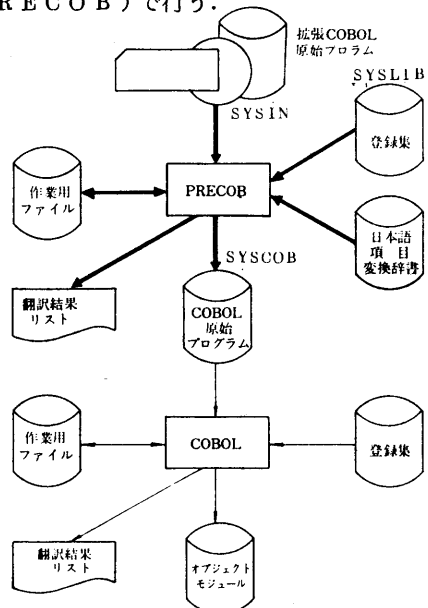 RECOB)で行う.
拡張COBOL
原始プロラム
SYSIN
SYSLIB
登録集
作業用
ファイル
PRECOB
日本語
項目
変換辞書
SYSCOB
翻訳結果
リスト
COBOL
原始
プログラム
作業用
ファイル
COBOL
登録集
翻訳結果
リスト
オブジェクト
モジュール